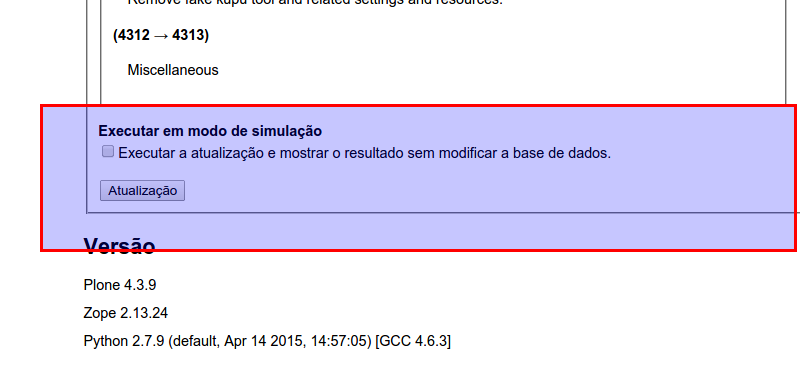 Remove fake kupu tool and related settings and resources.
(4312 → 4313)
Miscellaneous
Executar em modo de simulação
Executar a atualização e mostrar o resultado sem modificar a base de dados.
Atualização
Versão
Plone 4.3.9
Zope 2.13.24
Python 2.7.9 (default, Apr 14 2015, 14:57:05) [GCC 4.6.3]